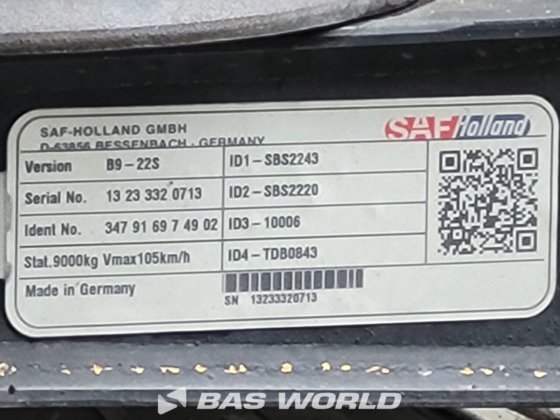 SAF-HOLLAND GMBH
D-63856 BESSENBACH - GERMANY
SAF Holland
Version B9-22S ID1-SBS2243
Serial No. 13 23 332 0713 ID2-SBS2220
Ident No. 347 91 69 7 49 02 ID3-10006
Stat.9000kg Vmax105km/h ID4-TDB0843
Made in Germany
SN 13233320713
BAS WORLD